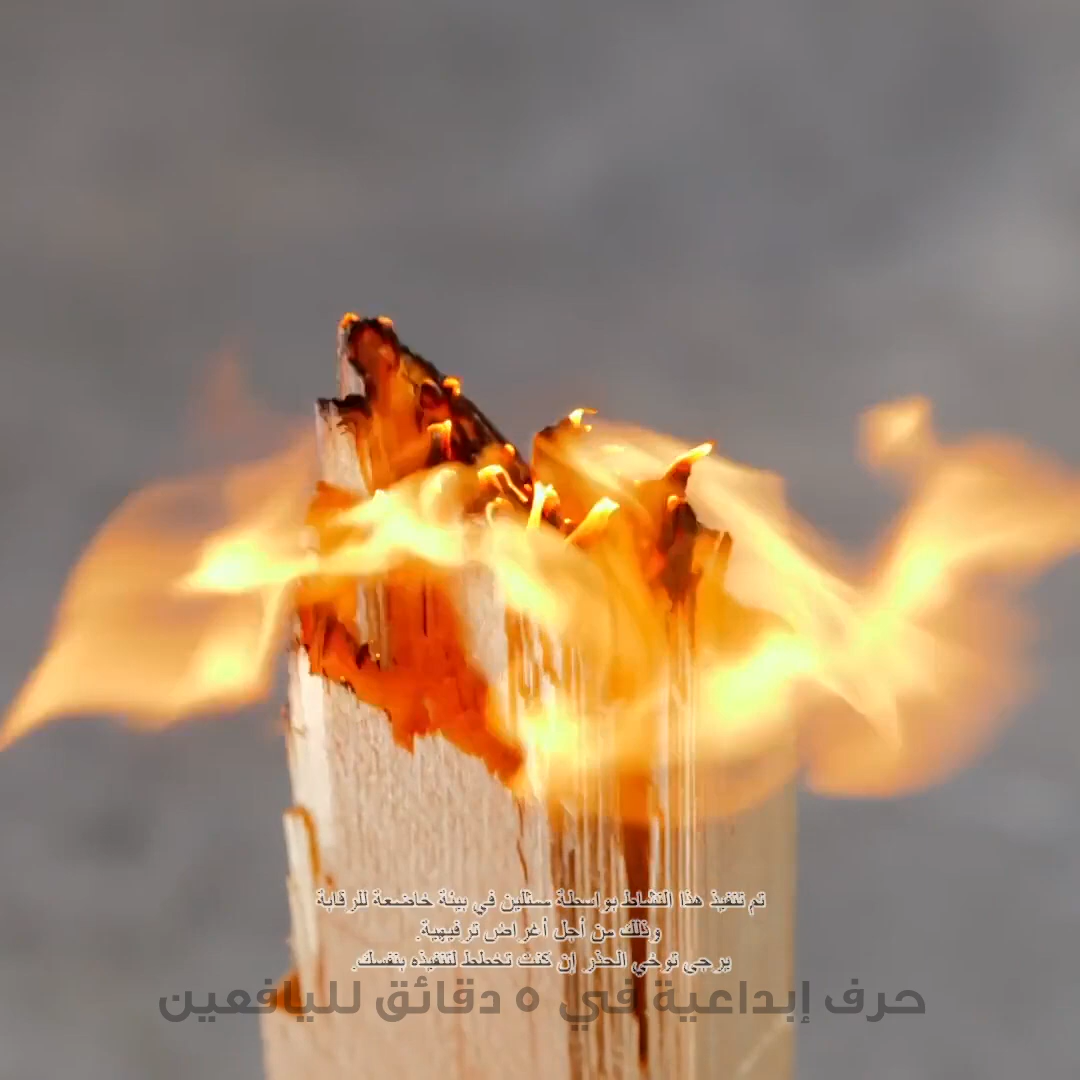 تم تنفيذ هذا النشاط بواسطة ممثلين في بيئة خاضعة للرقابة
وذلك من أجل أغراض ترفيهية.
يرجى توخي الحذر إن كنت تخطط لتنفيذه بنفسك.
حرف إبداعية في ٥ دقائق لليافعين